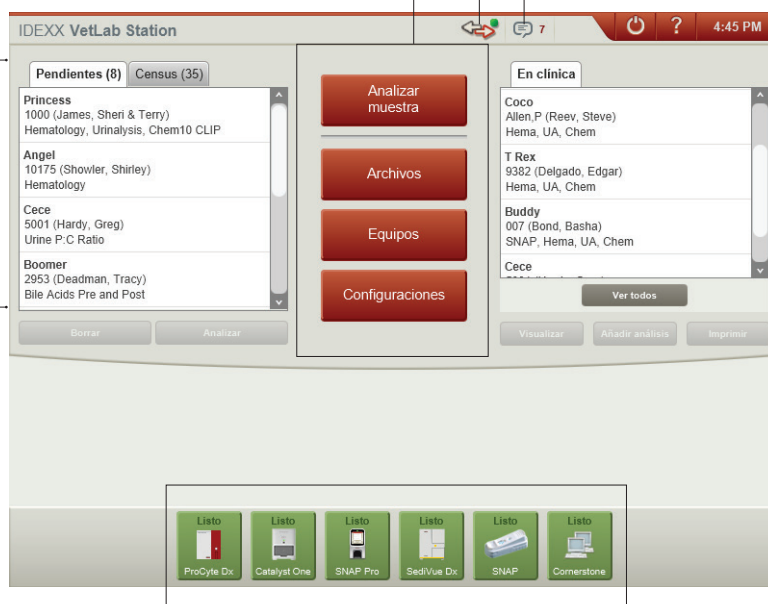 IDEXX VetLab Station
7
?
4:45 PM
Pendientes (8)
Census (35)
Princess
1000 (James, Sheri & Terry)
Hematology, Urinalysis, Chem10 CLIP
Angel
10175 (Showler, Shirley)
Hematology
Cece
5001 (Hardy, Greg)
Urine P:C Ratio
Boomer
2953 (Deadman, Tracy)
Bile Acids Pre and Post
Borrar
Analizar
Analizar
muestra
Archivos
Equipos
Configuraciones
En clínica
Coco
Allen,P (Reev, Steve)
Hema, UA, Chem
T Rex
9382 (Delgado, Edgar)
Hema, UA, Chem
Buddy
007 (Bond, Basha)
SNAP, Hema, UA, Chem
Cece
Ver todos
Visualizar
Añadir análisis
Imprimir
Listo
ProCyte Dx
Listo
Catalyst One
Listo
SNAP Pro
Listo
SediVue Dx
Listo
SNAP
Listo
Cornerstone